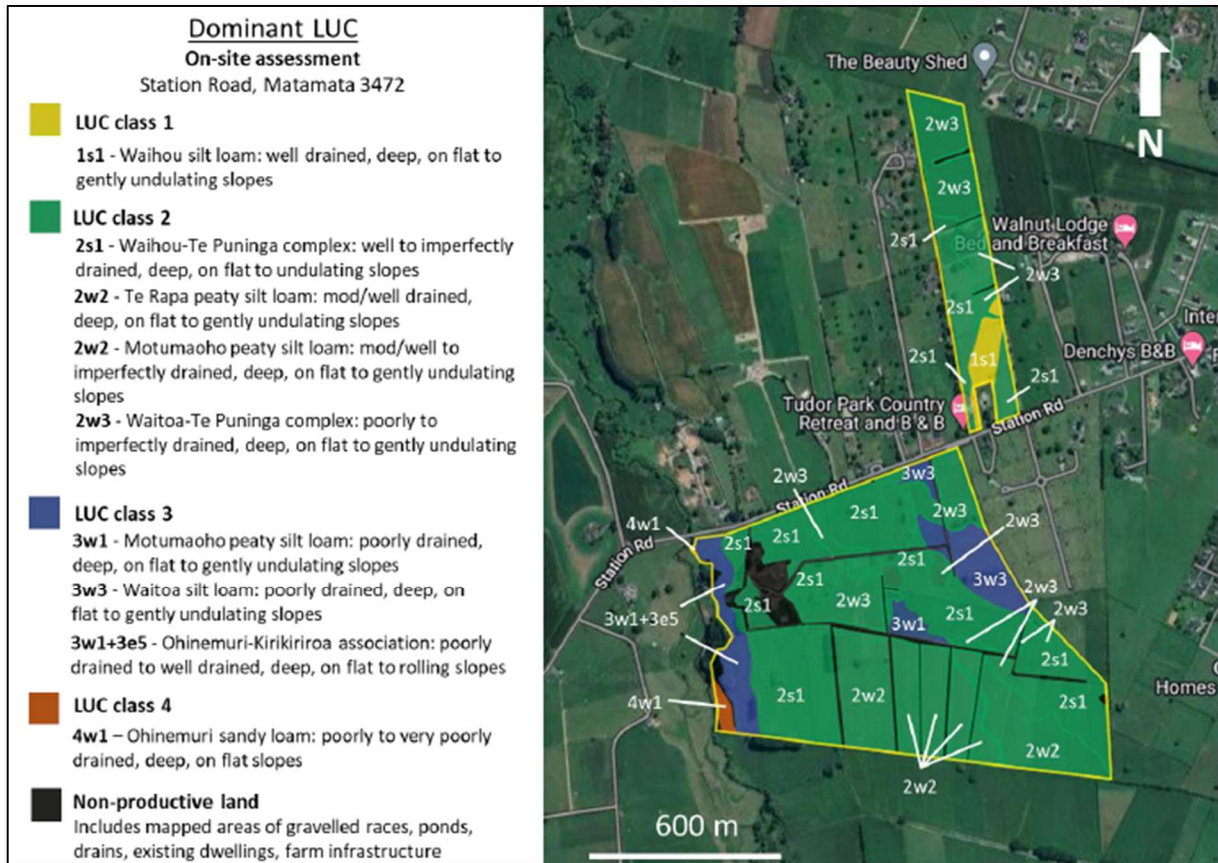 Dominant LUC
On-site assessment
Station Road, Matamata 3472
LUC class 1
1s1 - Waihou silt loam: well drained, deep, on flat to
gently undulating slopes
LUC class 2
2s1 - Waihou-Te Puninga complex: well to imperfectly
drained, deep, on flat to undulating slopes
2w2 - Te Rapa peaty silt loam: mod/well drained,
deep, on flat to gently undulating slopes
2w2 - Motumaoho peaty silt loam: mod/well to
imperfectly drained, deep, on flat to gently undulating
slopes
2w3 - Waitoa-Te Puninga complex: poorly to
imperfectly drained, deep, on flat to gently undulating
slopes
LUC class 3
3w1 - Motumaoho peaty silt loam: poorly drained,
deep, on flat to gently undulating slopes
3w3 - Waitoa silt loam: poorly drained, deep, on
flat to gently undulating slopes
3w1+3e5 - Ohinemuri-Kirikiriroa association: poorly
drained to well drained, deep, on flat to rolling slopes
LUC class 4
4w1 – Ohinemuri sandy loam: poorly to very poorly
drained, deep, on flat slopes
Non-productive land
Includes mapped areas of gravelled races, ponds,
drains, existing dwellings, farm infrastructure
The Beauty Shed
N
2w3
2w3
Walnut Lodge
Bed and Breakfast
2s1
2w3
2s1
Inter
1s1
Denchys B&B
2s1
2s1
Tudor Park Country
Retreat and B & B
Station Rd
3w3
2w3
Station Rd
2s1
2w3
2w3
4w1
2s1
2s1
Station Rd
2s1
2s1
3w3
2w3
2s1
2w3
2w3
3w1+3e5
3w1
2s1
2s1
Homes
4w1
2s1
2w2
2s1
2w2
2w2
600 m